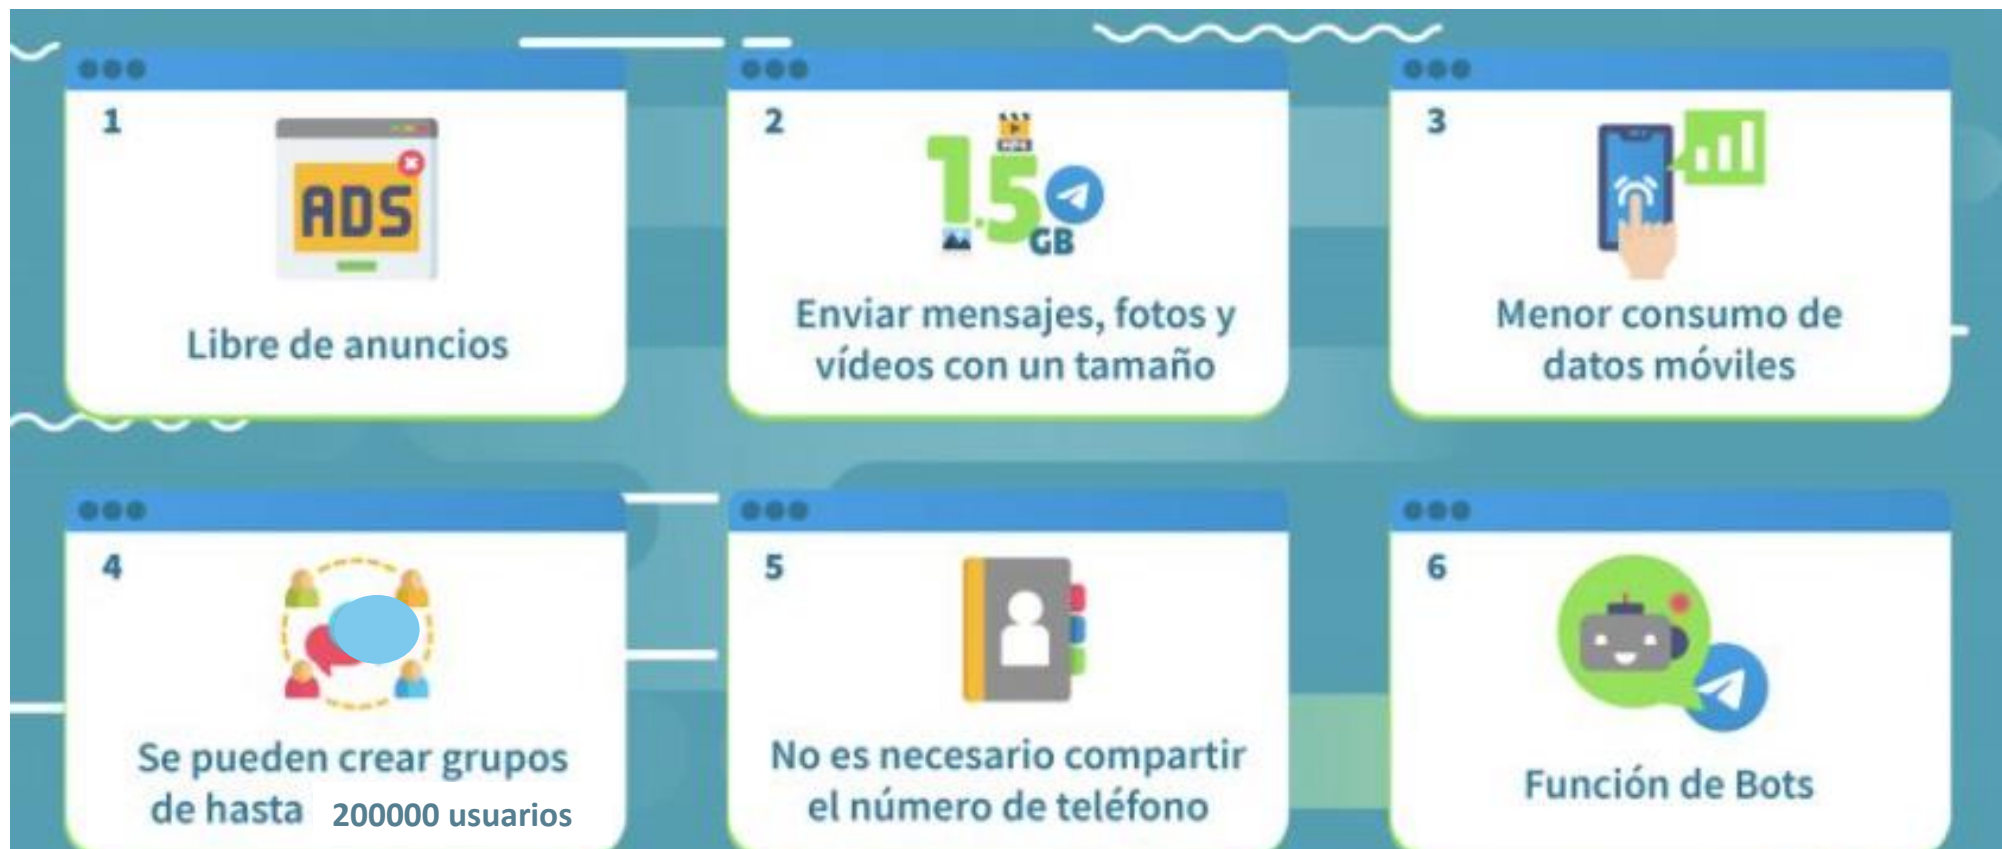 1
ADS
Libre de anuncios
2
1.5
GB
Enviar mensajes, fotos y
vídeos con un tamaño
3
Menor consumo de
datos móviles
4
Se pueden crear grupos
de hasta 200000 usuarios
5
No es necesario compartir
el número de teléfono
6
Función de Bots